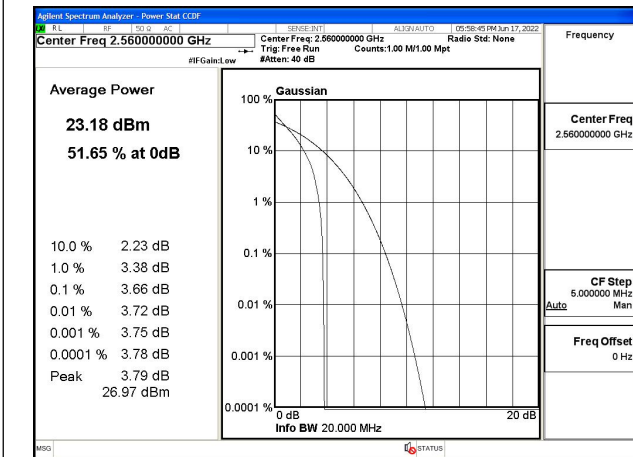 Agilent Spectrum Analyzer - Power Stat CCDF
RL RF 50 Ω AC SENSE:INT ALIGN AUTO 05:58:45 PM Jun 17, 2022
Center Freq 2.560000000 GHz
Center Freq: 2.560000000 GHz Radio Std: None
Trig: Free Run Counts:1.00 M/1.00 Mpt
#IFGain:Low #Atten: 40 dB
Frequency
Average Power
23.18 dBm
51.65 % at 0dB
10.0 % 2.23 dB
1.0 % 3.38 dB
0.1 % 3.66 dB
0.01 % 3.72 dB
0.001 % 3.75 dB
0.0001 % 3.78 dB
Peak 3.79 dB
26.97 dBm
Gaussian
100 %
10 %
1 %
0.1 %
0.01 %
0.001 %
0.0001 %
0 dB 20 dB
Info BW 20.000 MHz
Center Freq
2.560000000 GHz
CF Step
5.000000 MHz
Auto Man
Freq Offset
0 Hz
MSG STATUS